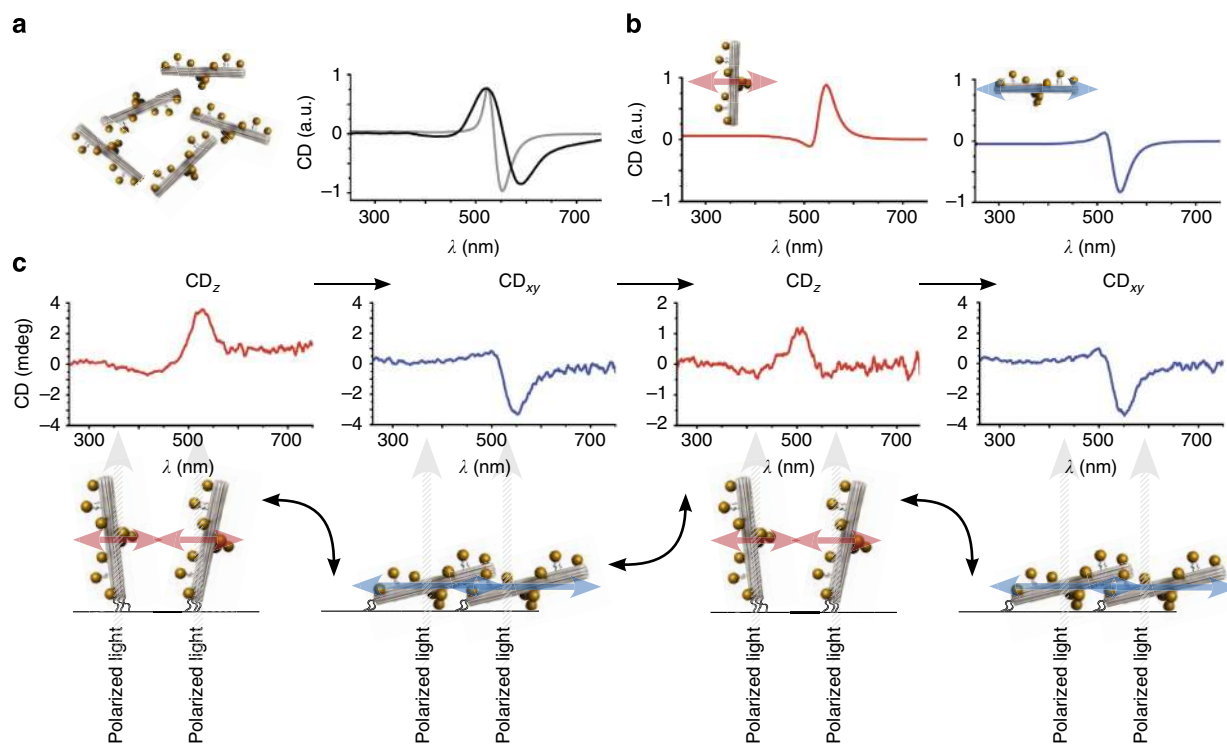 a
b
CD (a.u.)
1
0
–1
300
500
700
λ (nm)
CD (a.u.)
1
0
–1
300
500
700
λ (nm)
1
0
–1
300
500
700
λ (nm)
c
CDz
CDxy
CDz
CDxy
CD (mdeg)
4
2
0
–2
–4
300
500
700
λ (nm)
4
2
0
–2
–4
300
500
700
λ (nm)
2
1
0
–1
–2
300
500
700
λ (nm)
4
2
0
–2
–4
300
500
700
λ (nm)
Polarized light
Polarized light
Polarized light
Polarized light
Polarized light
Polarized light
Polarized light
Polarized light